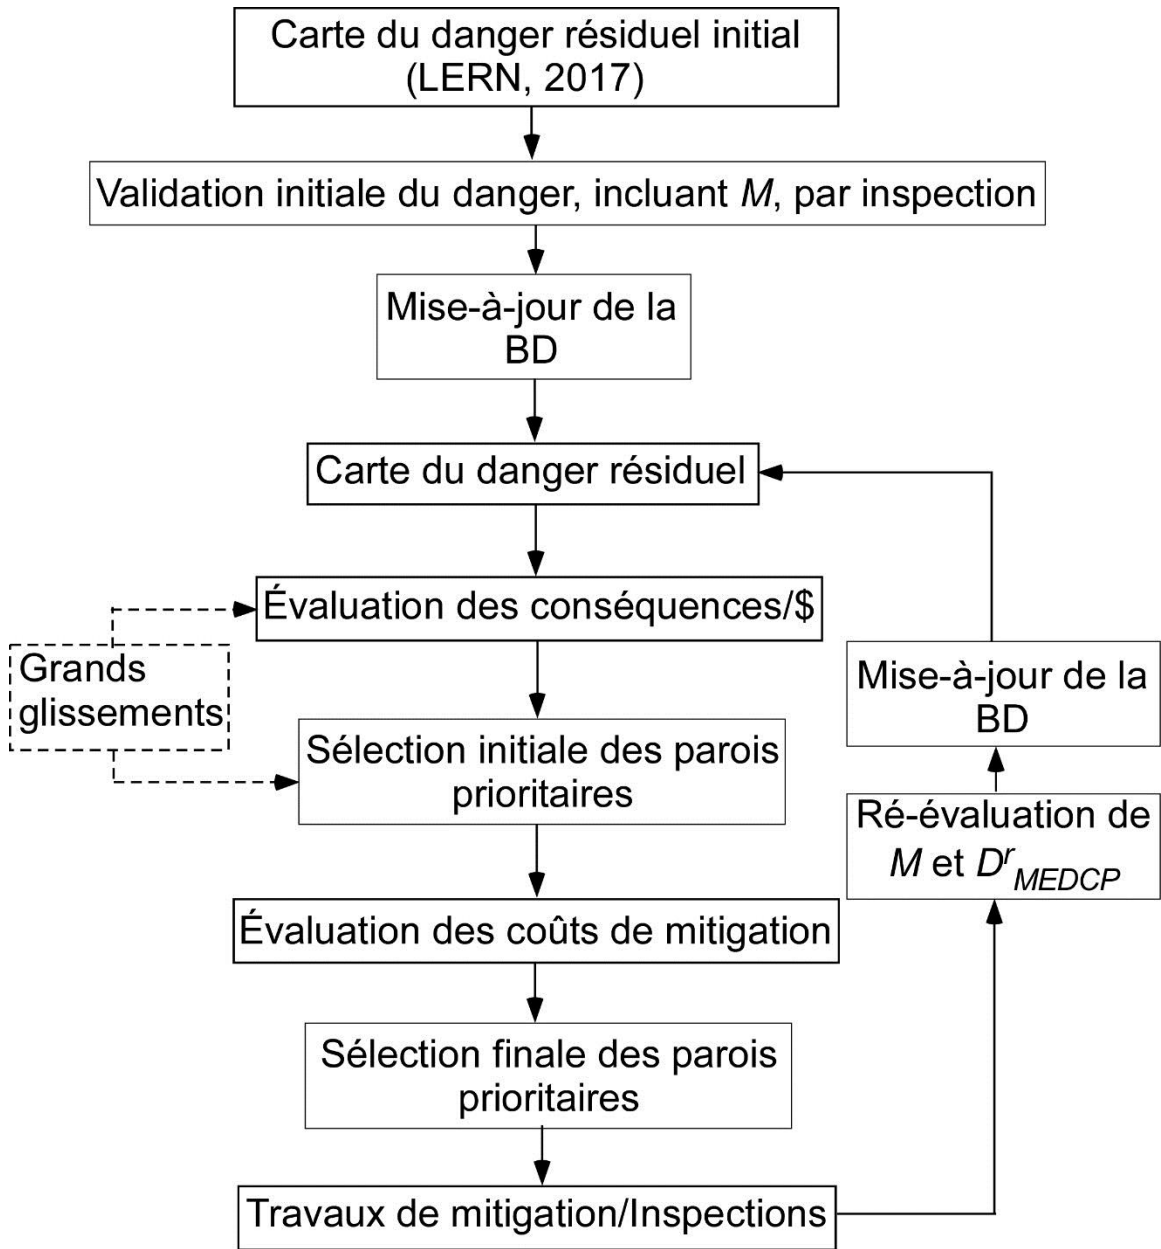 Carte du danger résiduel initial
(LERN, 2017)
Validation initiale du danger, incluant M, par inspection
Mise-à-jour de la
BD
Carte du danger résiduel
Évaluation des conséquences/$
Grands
glissements
Sélection initiale des parois
prioritaires
Évaluation des coûts de mitigation
Sélection finale des parois
prioritaires
Travaux de mitigation/Inspections
Ré-évaluation de
M et DʳMEDCP
Mise-à-jour de la
BD